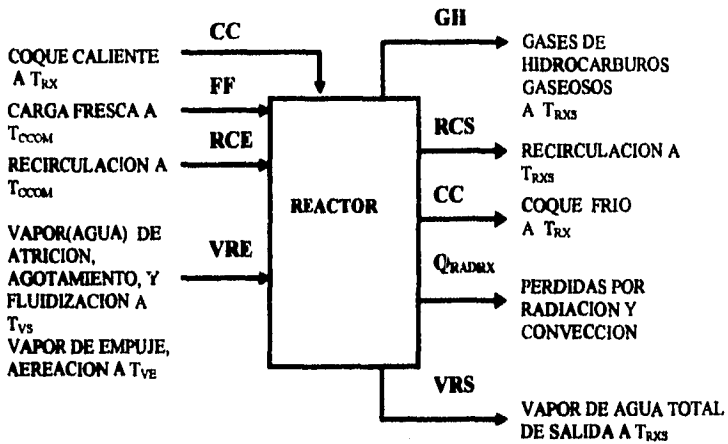 CC
COQUE CALIENTE
A TRX
FF
CARGA FRESCA A
TCCOM
RCE
RECIRCULACION A
TCCOM
VAPOR(AGUA) DE
ATRICION,
AGOTAMIENTO, Y
FLUIDIZACION A
TVS
VRE
VAPOR DE EMPUJE,
AEREACION A TVE
REACTOR
GH
GASES DE
HIDROCARBUROS
GASEOSOS
A TRXS
RCS
RECIRCULACION A
TRXS
CC
COQUE FRIO
A TRX
QRADRX
PERDIDAS POR
RADIACION Y
CONVECCION
VRS
VAPOR DE AGUA TOTAL
DE SALIDA A TRXS